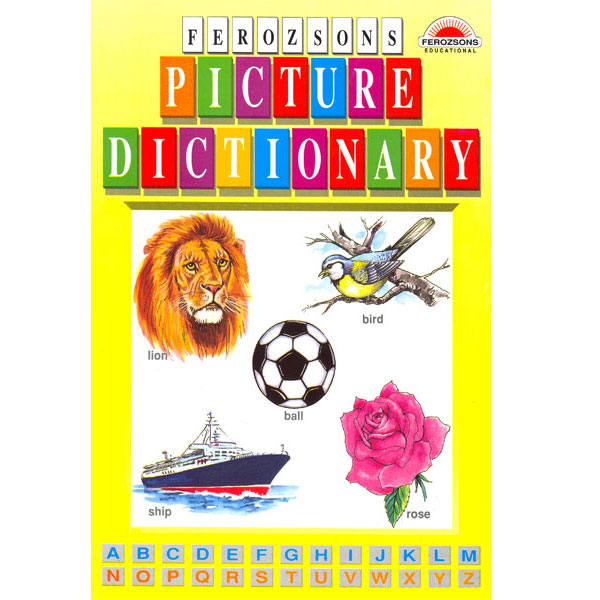 FEROZSONS
FEROZSONS
EDUCATIONAL
PICTURE
DICTIONARY
lion
bird
ball
ship
rose
A B C D E F G H I J K L M
N O P Q R S T U V W X Y Z